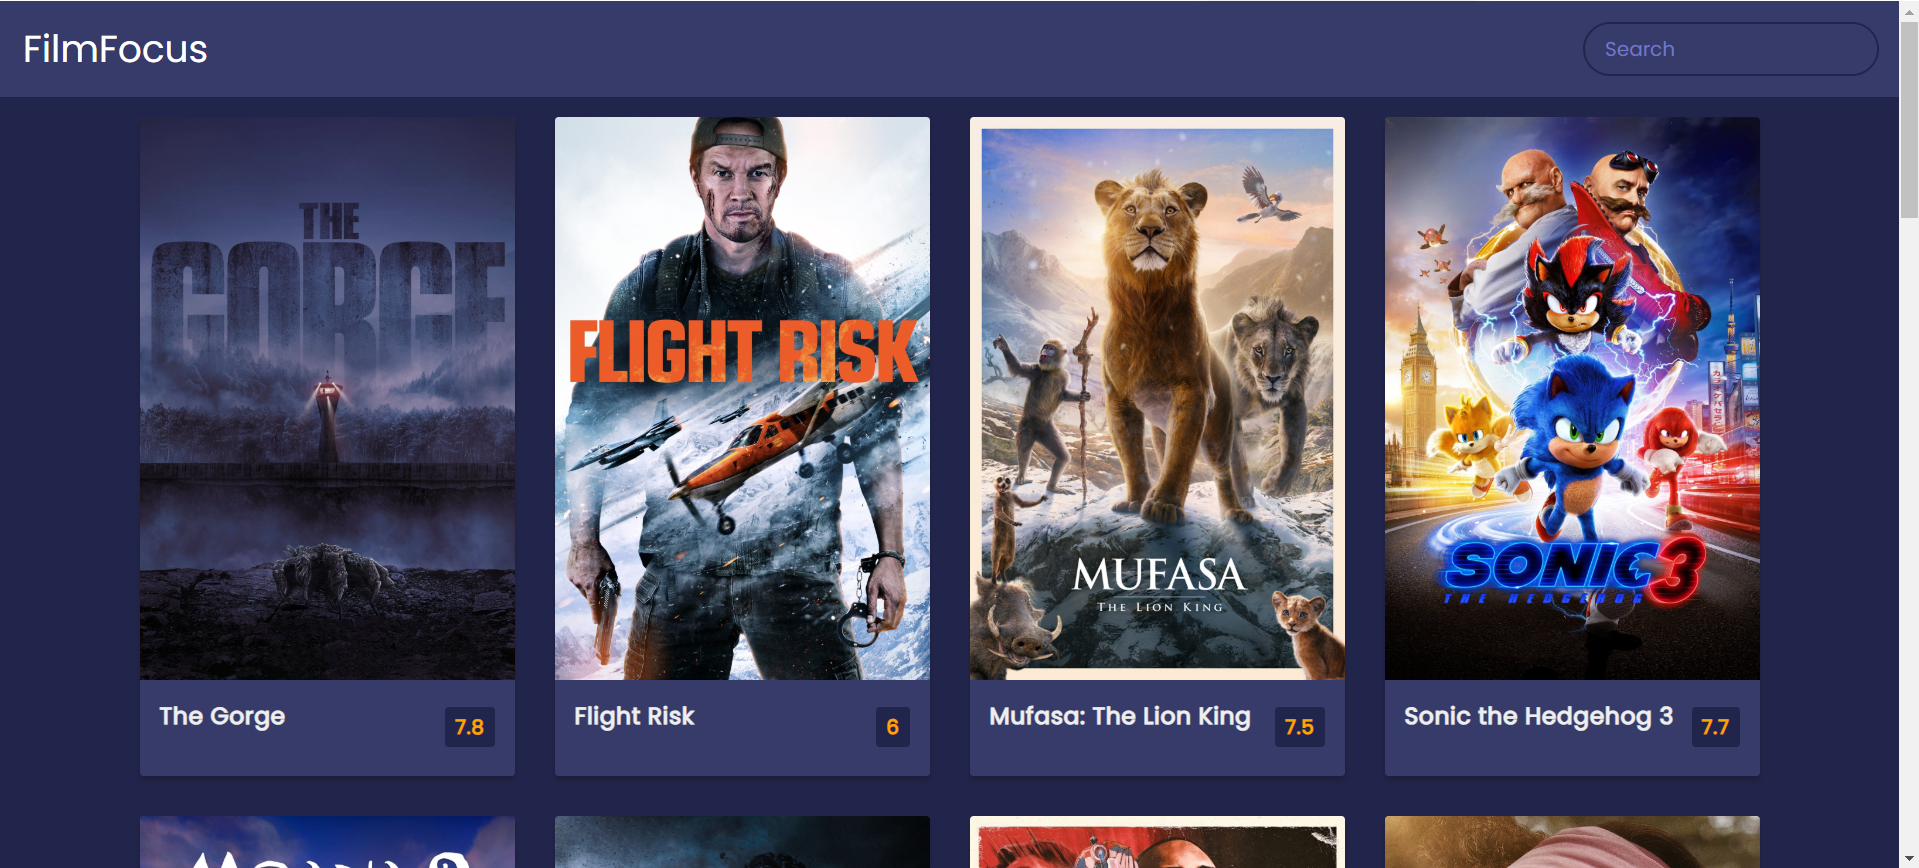 FilmFocus
Search
THE
GORGE
FLIGHT RISK
MUFASA
THE LION KING
SONIC 3
THE HEDGEHOG
The Gorge
7.8
Flight Risk
6
Mufasa: The Lion King
7.5
Sonic the Hedgehog 3
7.7